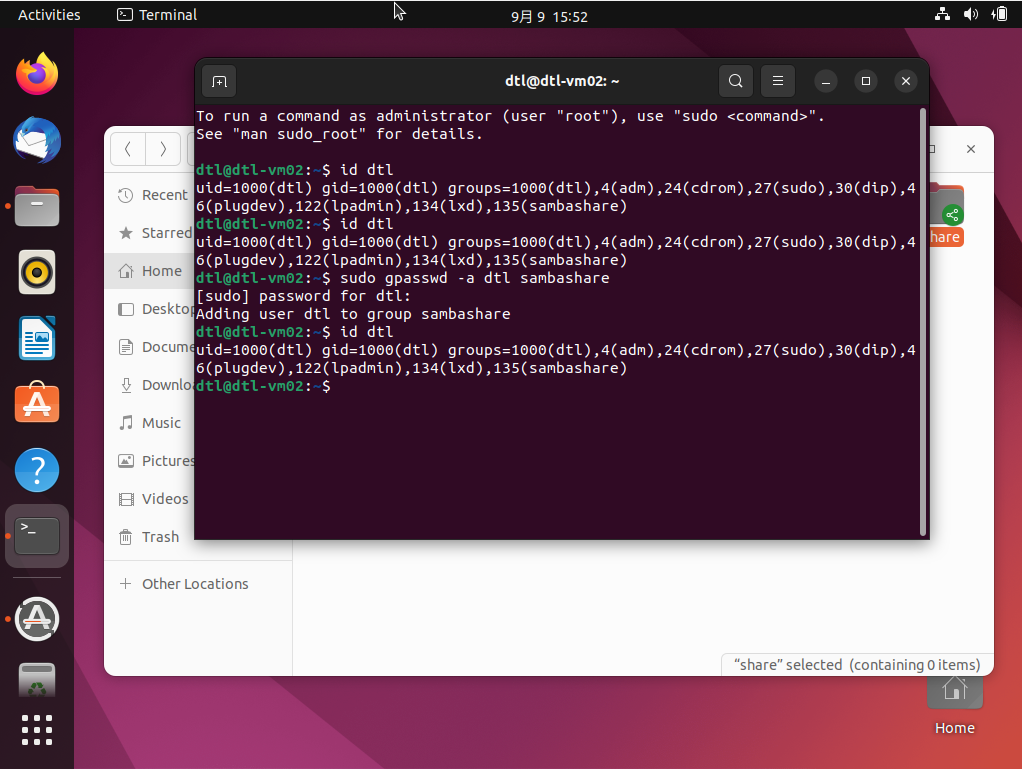 Activities
Terminal
9月 9 15:52
dtl@dtl-vm02: ~
To run a command as administrator (user "root"), use "sudo <command>".
See "man sudo_root" for details.
dtl@dtl-vm02:~$ id dtl
uid=1000(dtl) gid=1000(dtl) groups=1000(dtl),4(adm),24(cdrom),27(sudo),30(dip),4
6(plugdev),122(lpadmin),134(lxd),135(sambashare)
dtl@dtl-vm02:~$ id dtl
uid=1000(dtl) gid=1000(dtl) groups=1000(dtl),4(adm),24(cdrom),27(sudo),30(dip),4
6(plugdev),122(lpadmin),134(lxd),135(sambashare)
dtl@dtl-vm02:~$ sudo gpasswd -a dtl sambashare
[sudo] password for dtl:
Adding user dtl to group sambashare
dtl@dtl-vm02:~$ id dtl
uid=1000(dtl) gid=1000(dtl) groups=1000(dtl),4(adm),24(cdrom),27(sudo),30(dip),4
6(plugdev),122(lpadmin),134(lxd),135(sambashare)
dtl@dtl-vm02:~$
Recent
Starred
Home
Desktop
Docume
Downloa
Music
Pictures
Videos
Trash
Other Locations
hare
“share” selected (containing 0 items)
Home